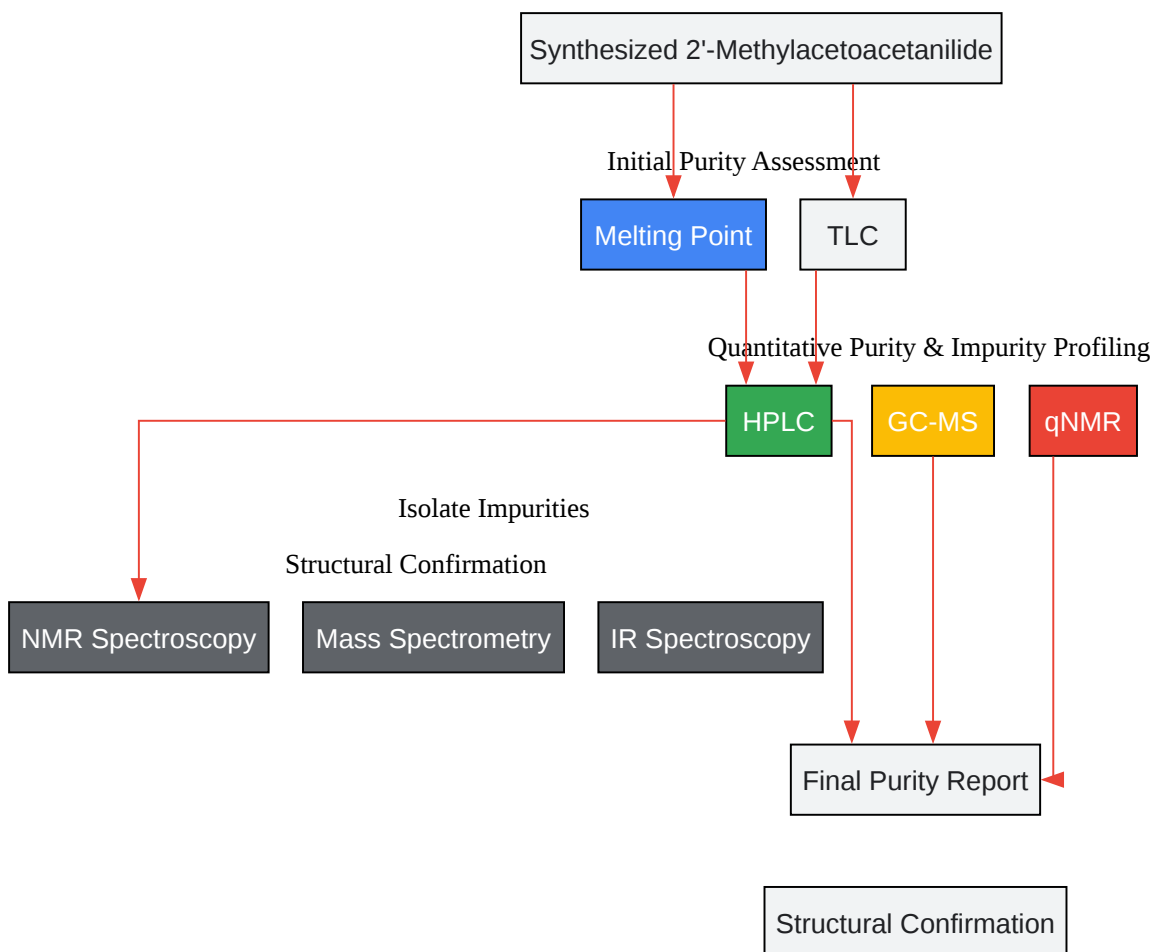 Synthesized 2'-Methylacetoacetanilide
Initial Purity Assessment
Melting Point
TLC
Quantitative Purity & Impurity Profiling
HPLC
GC-MS
qNMR
Isolate Impurities
Structural Confirmation
NMR Spectroscopy
Mass Spectrometry
IR Spectroscopy
Final Purity Report
Structural Confirmation